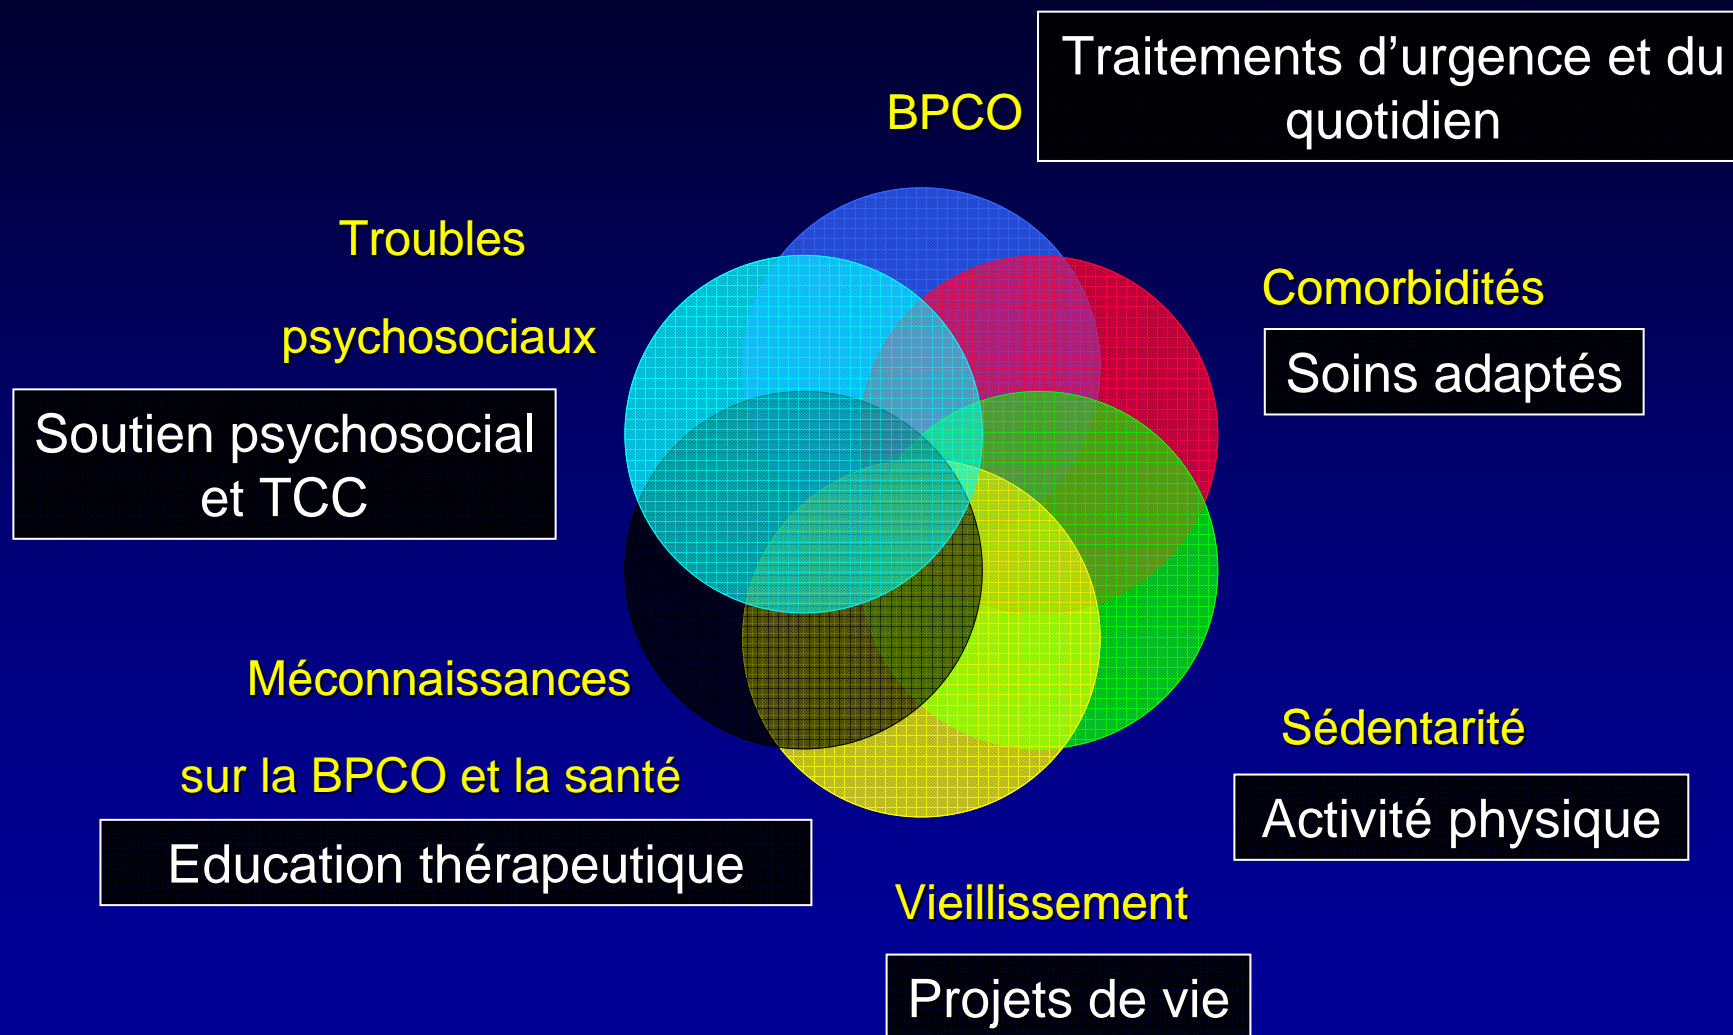 BPCO
Traitements d’urgence et du
quotidien
Comorbidités
Soins adaptés
Sédentarité
Activité physique
Vieillissement
Projets de vie
Méconnaissances
sur la BPCO et la santé
Education thérapeutique
Troubles
psychosociaux
Soutien psychosocial
et TCC